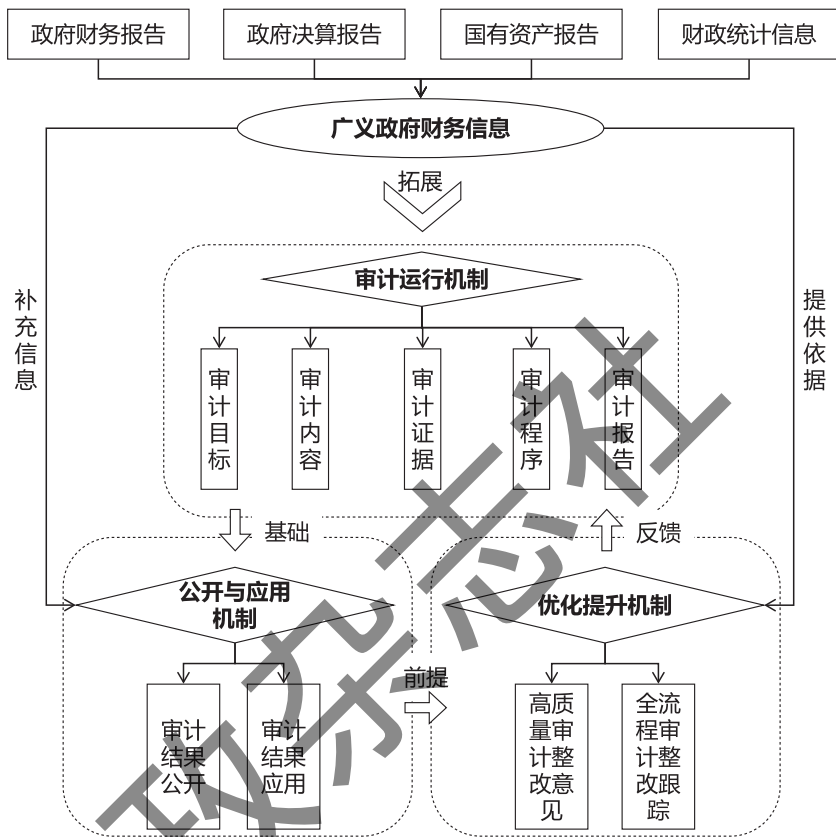 政府财务报告
政府决算报告
国有资产报告
财政统计信息
广义政府财务信息
拓展
审计运行机制
补充信息
提供依据
审计目标
审计内容
审计证据
审计程序
审计报告
基础
反馈
公开与应用
机制
优化提升机制
前提
审计
结果
公开
审计
结果
应用
高质
量审
计整
改意
见
全流
程审
计整
改跟
踪
政杂志社